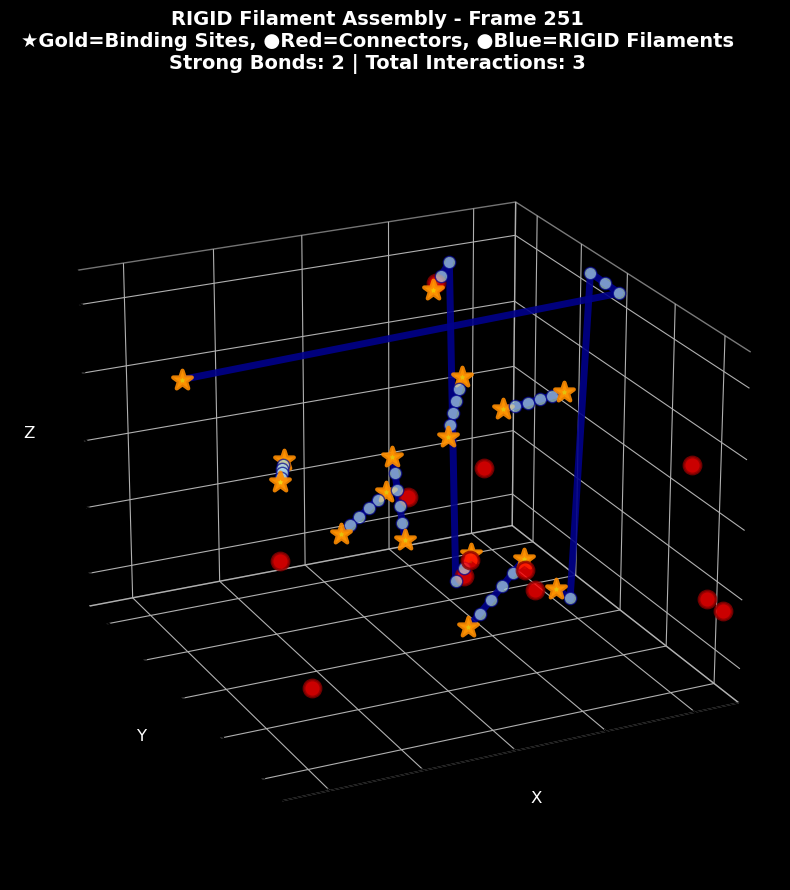 RIGID Filament Assembly - Frame 251
★Gold=Binding Sites, ●Red=Connectors, ●Blue=RIGID Filaments
Strong Bonds: 2 | Total Interactions: 3
Z
Y
X